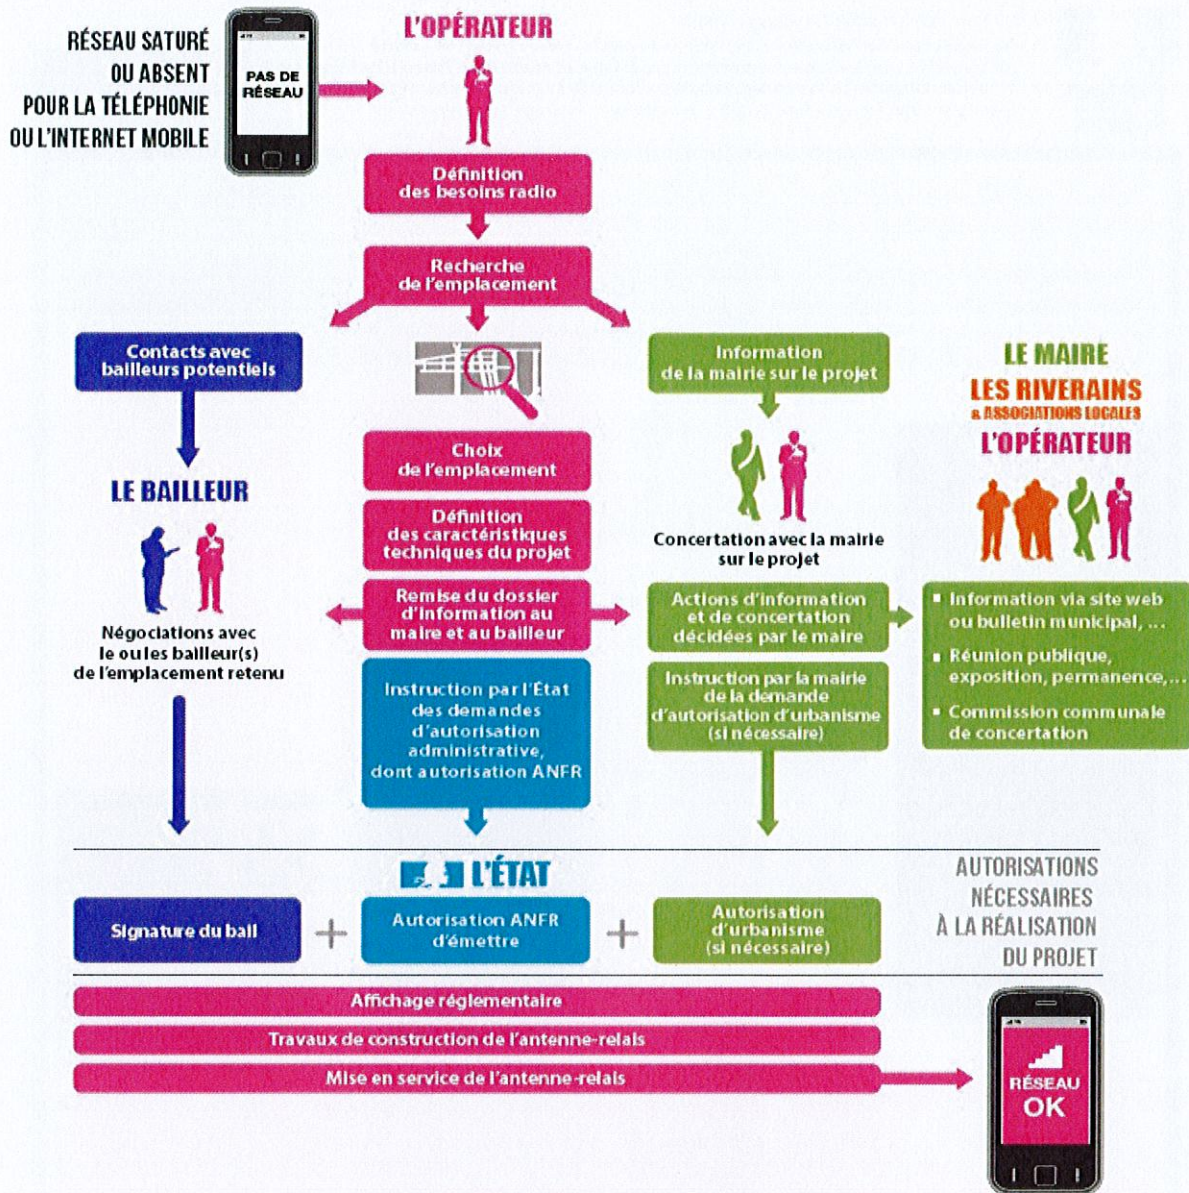 RÉSEAU SATURÉ
OU ABSENT
POUR LA TÉLÉPHONIE
OU L'INTERNET MOBILE
PAS DE
RÉSEAU
L'OPÉRATEUR
Définition
des besoins radio
Recherche
de l'emplacement
Contacts avec
bailleurs potentiels
LE BAILLEUR
Négociations avec
le ou les bailleur(s)
de l'emplacement retenu
Choix
de l'emplacement
Définition
des caractéristiques
techniques du projet
Remise du dossier
d'information au
maire et au bailleur
Instruction par l'État
des demandes
d'autorisation
administrative,
dont autorisation ANFR
Information
de la mairie sur le projet
Concertation avec la mairie
sur le projet
Actions d'information
et de concertation
décidées par le maire
Instruction par la mairie
de la demande
d'autorisation d'urbanisme
(si nécessaire)
LE MAIRE
LES RIVERAINS
& ASSOCIATIONS LOCALES
L'OPÉRATEUR
▪ Information via site web
ou bulletin municipal, ...
▪ Réunion publique,
exposition, permanence,...
▪ Commission communale
de concertation
L'ÉTAT
Signature du bail
+
Autorisation ANFR
d'émettre
+
Autorisation
d'urbanisme
(si nécessaire)
AUTORISATIONS
NÉCESSAIRES
À LA RÉALISATION
DU PROJET
Affichage réglementaire
Travaux de construction de l'antenne-relais
Mise en service de l'antenne-relais
RÉSEAU
OK